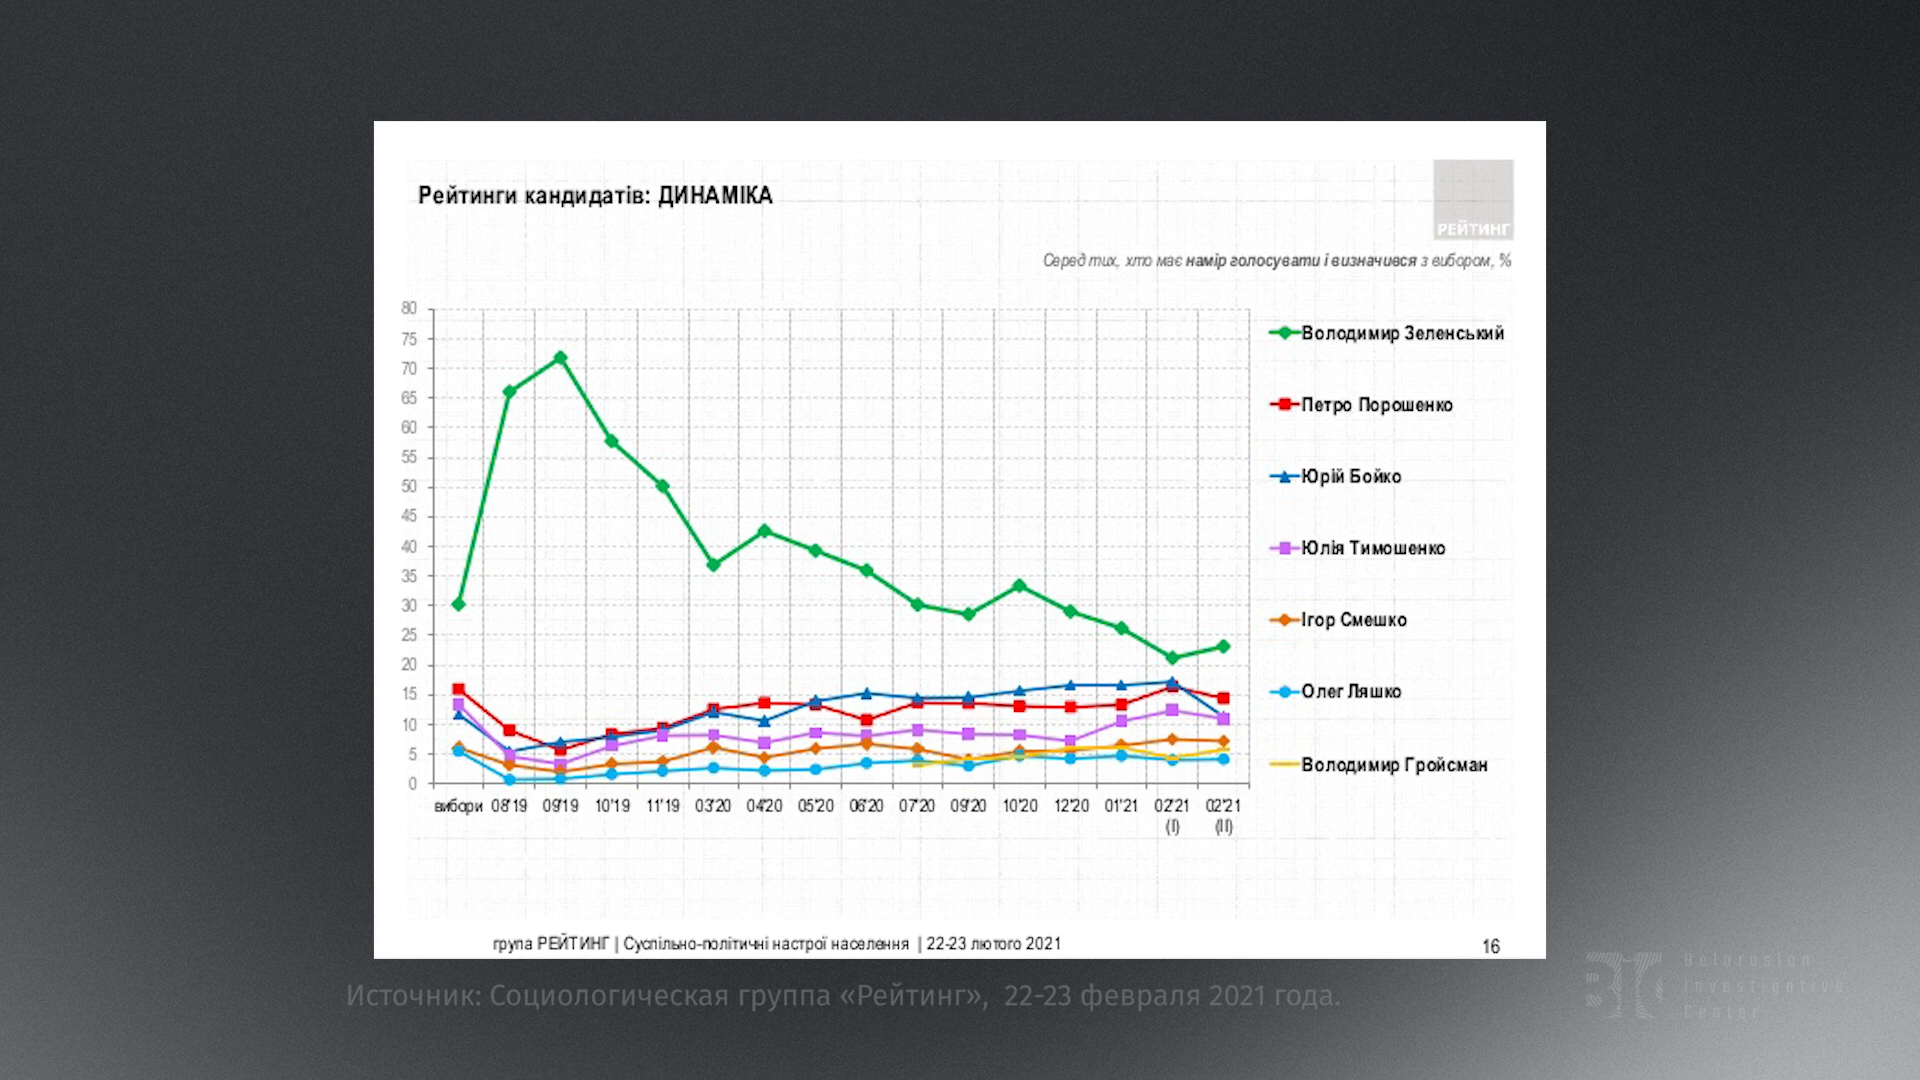 Рейтинги кандидатів: ДИНАМІКА
РЕЙТИНГ
Серед тих, хто має намір голосувати і визначився з вибором, %
80
75
70
65
60
55
50
45
40
35
30
25
20
15
10
5
0
вибори 08'19 09'19 10'19 11'19 03'20 04'20 05'20 06'20 07'20 09'20 10'20 12'20 01'21 02'21 (I) 02'21 (II)
Володимир Зеленський
Петро Порошенко
Юрій Бойко
Юлія Тимошенко
Ігор Смешко
Олег Ляшко
Володимир Гройсман
група РЕЙТИНГ | Суспільно-політичні настрої населення | 22-23 лютого 2021
16
Источник: Социологическая группа «Рейтинг», 22-23 февраля 2021 года.
Belarusian
Investigative
Center